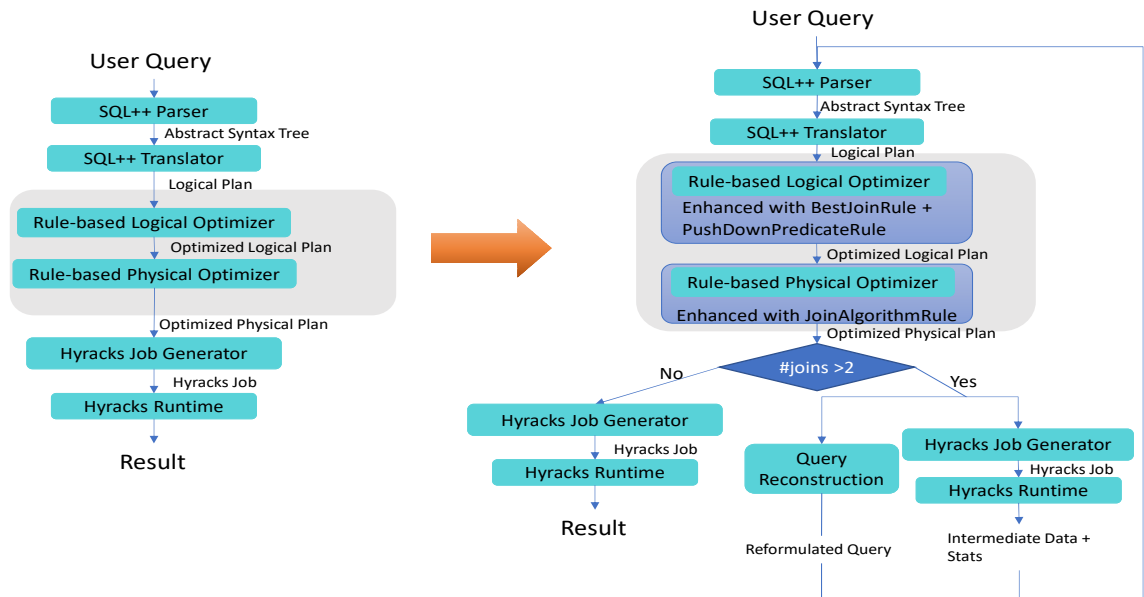 User Query
SQL++ Parser
Abstract Syntax Tree
SQL++ Translator
Logical Plan
Rule-based Logical Optimizer
Optimized Logical Plan
Rule-based Physical Optimizer
Optimized Physical Plan
Hyracks Job Generator
Hyracks Job
Hyracks Runtime
Result
User Query
SQL++ Parser
Abstract Syntax Tree
SQL++ Translator
Logical Plan
Rule-based Logical Optimizer
Enhanced with BestJoinRule +
PushDownPredicateRule
Optimized Logical Plan
Rule-based Physical Optimizer
Enhanced with JoinAlgorithmRule
Optimized Physical Plan
#joins >2
No
Yes
Hyracks Job Generator
Hyracks Job
Hyracks Runtime
Result
Query
Reconstruction
Reformulated Query
Hyracks Job Generator
Hyracks Job
Hyracks Runtime
Intermediate Data +
Stats